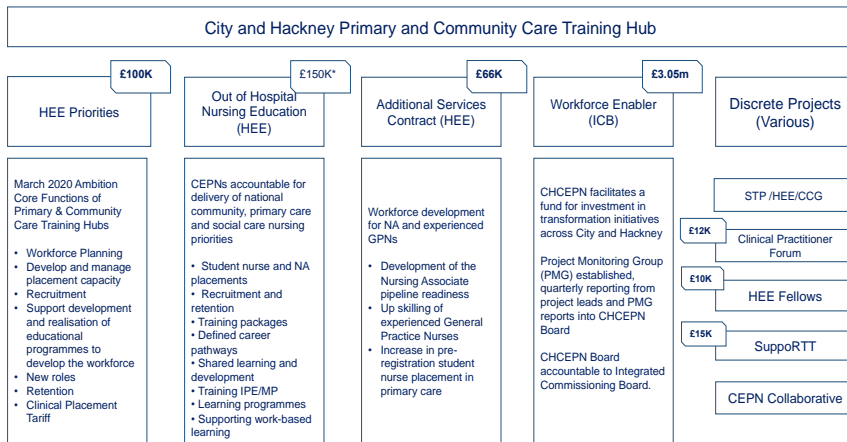 City and Hackney Primary and Community Care Training Hub
£100K
HEE Priorities
March 2020 Ambition
Core Functions of
Primary & Community
Care Training Hubs
• Workforce Planning
• Develop and manage
placement capacity
• Recruitment
• Support development
and realisation of
educational
programmes to
develop the workforce
• New roles
• Retention
• Clinical Placement
Tariff
£150K*
Out of Hospital
Nursing Education
(HEE)
CEPNs accountable for
delivery of national
community, primary care
and social care nursing
priorities
• Student nurse and NA
placements
• Recruitment and
retention
• Training packages
• Defined career
pathways
• Shared learning and
development
• Training IPE/MP
• Learning programmes
• Supporting work-based
learning
£66K
Additional Services
Contract (HEE)
Workforce development
for NA and experienced
GPNs
• Development of the
Nursing Associate
pipeline readiness
• Up skilling of
experienced General
Practice Nurses
• Increase in pre-
registration student
nurse placement in
primary care
£3.05m
Workforce Enabler
(ICB)
CHCEPN facilitates a
fund for investment in
transformation initiatives
across City and Hackney
Project Monitoring Group
(PMG) established,
quarterly reporting from
project leads and PMG
reports into CHCEPN
Board
CHCEPN Board
accountable to Integrated
Commissioning Board.
Discrete Projects
(Various)
STP /HEE/CCG
£12K
Clinical Practitioner
Forum
£10K
HEE Fellows
£15K
SuppoRTT
CEPN Collaborative